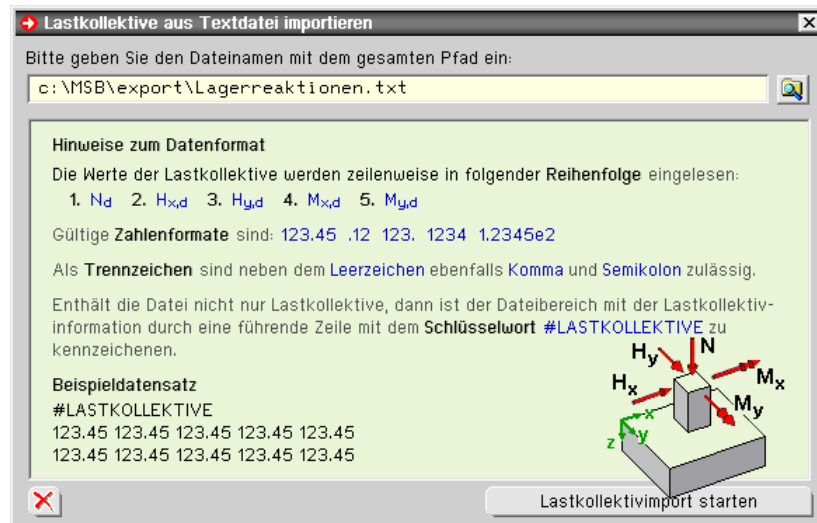 Lastkollektive aus Textdatei importieren
Bitte geben Sie den Dateinamen mit dem gesamten Pfad ein:
c:\MSB\export\Lagerreaktionen.txt
Hinweise zum Datenformat
Die Werte der Lastkollektive werden zeilenweise in folgender Reihenfolge eingelesen:
1. Nd 2. Hx,d 3. Hy,d 4. Mx,d 5. My,d
Gültige Zahlenformate sind: 123.45 .12 123. 1234 1.2345e2
Als Trennzeichen sind neben dem Leerzeichen ebenfalls Komma und Semikolon zulässig.
Enthält die Datei nicht nur Lastkollektive, dann ist der Dateibereich mit der Lastkollektiv-
information durch eine führende Zeile mit dem Schlüsselwort #LASTKOLLEKTIVE zu
kennzeichenen.
Beispieldatensatz
#LASTKOLLEKTIVE
123.45 123.45 123.45 123.45 123.45
123.45 123.45 123.45 123.45 123.45
Hy N
Hx Mx
My
x
z y
Lastkollektivimport starten